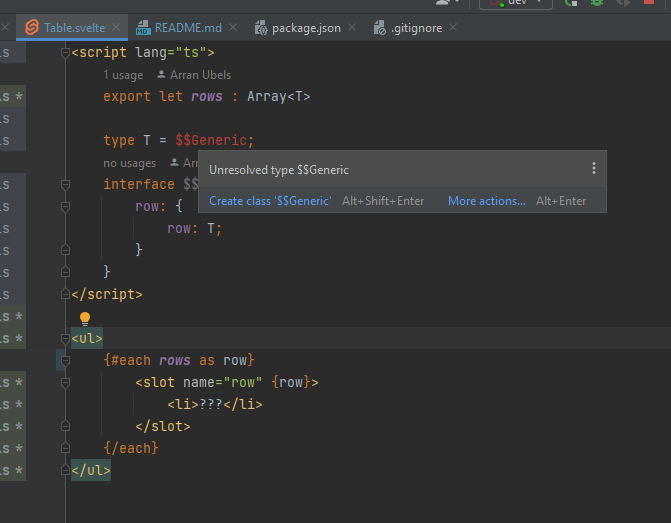 dev
Table.svelte README.md package.json .gitignore
<script lang="ts">
1 usage Arran Ubels
export let rows : Array<T>
type T = $$Generic;
no usages Arr
Unresolved type $$Generic
Create class '$$Generic' Alt+Shift+Enter More actions... Alt+Enter
interface $$
row: {
row: T;
}
}
</script>
<ul>
{#each rows as row}
<slot name="row" {row}>
<li>???</li>
</slot>
{/each}
</ul>